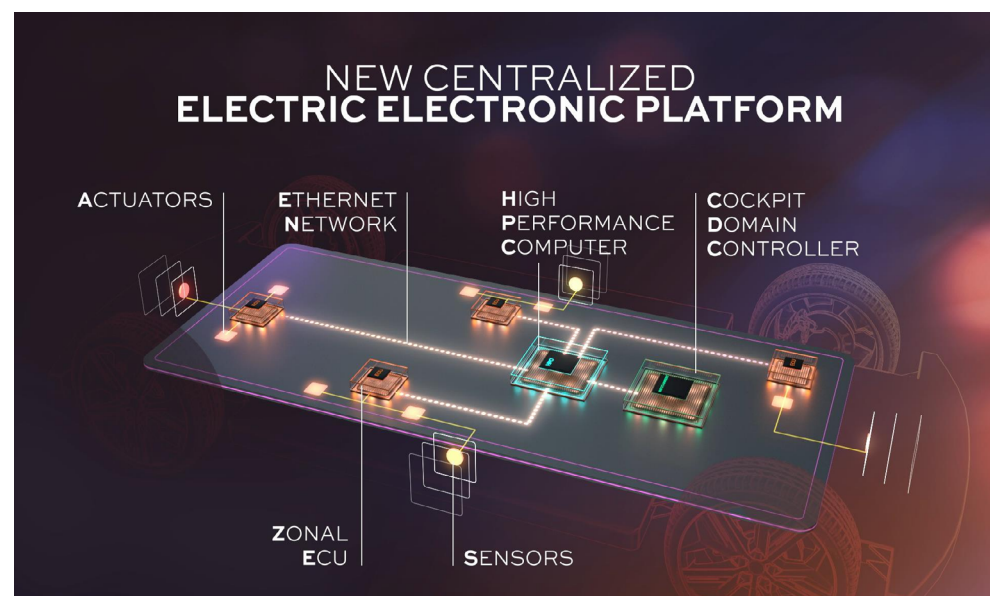 NEW CENTRALIZED
ELECTRIC ELECTRONIC PLATFORM
ACTUATORS
ETHERNET
NETWORK
HIGH
PERFORMANCE
COMPUTER
COCKPIT
DOMAIN
CONTROLLER
ZONAL
ECU
SENSORS